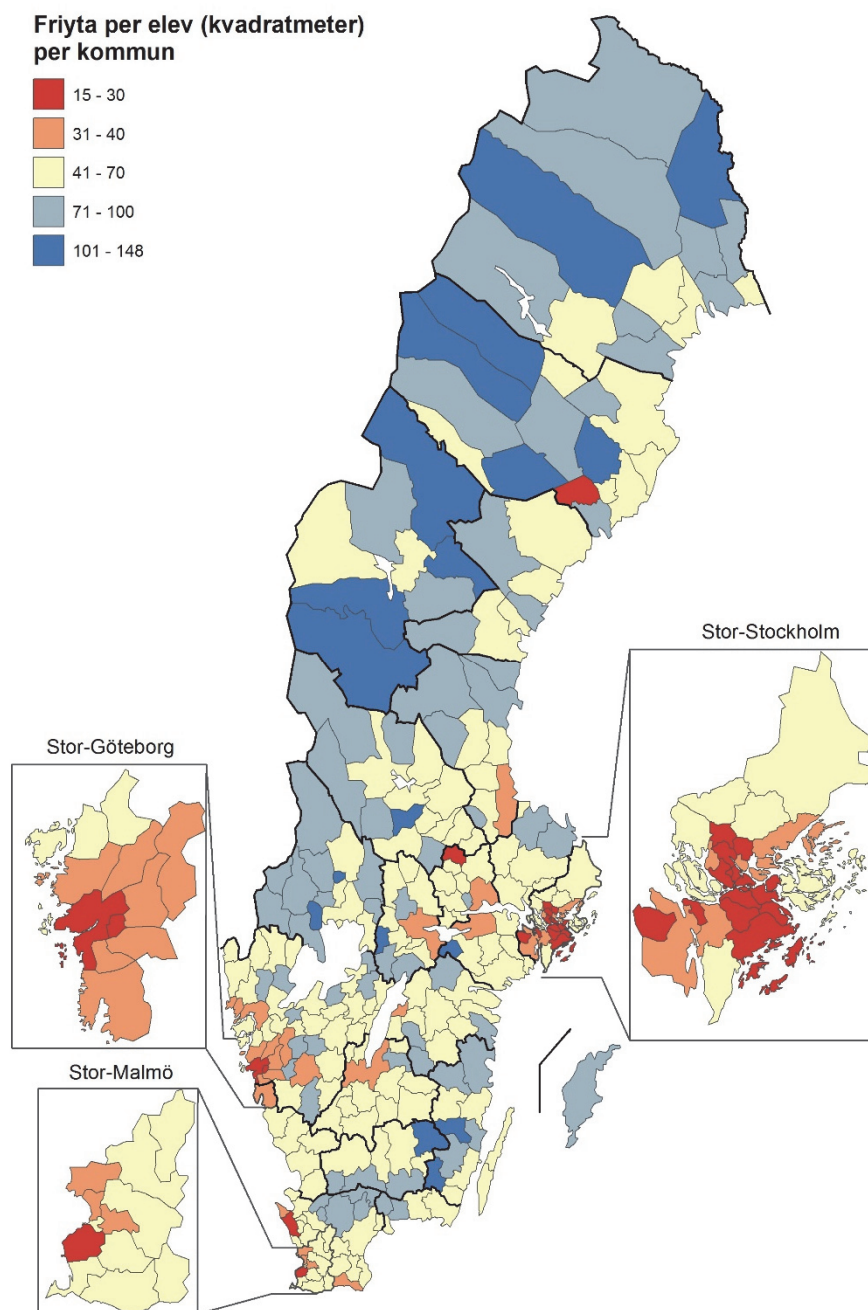 Friyta per elev (kvadratmeter)
per kommun
15 - 30
31 - 40
41 - 70
71 - 100
101 - 148
Stor-Stockholm
Stor-Göteborg
Stor-Malmö